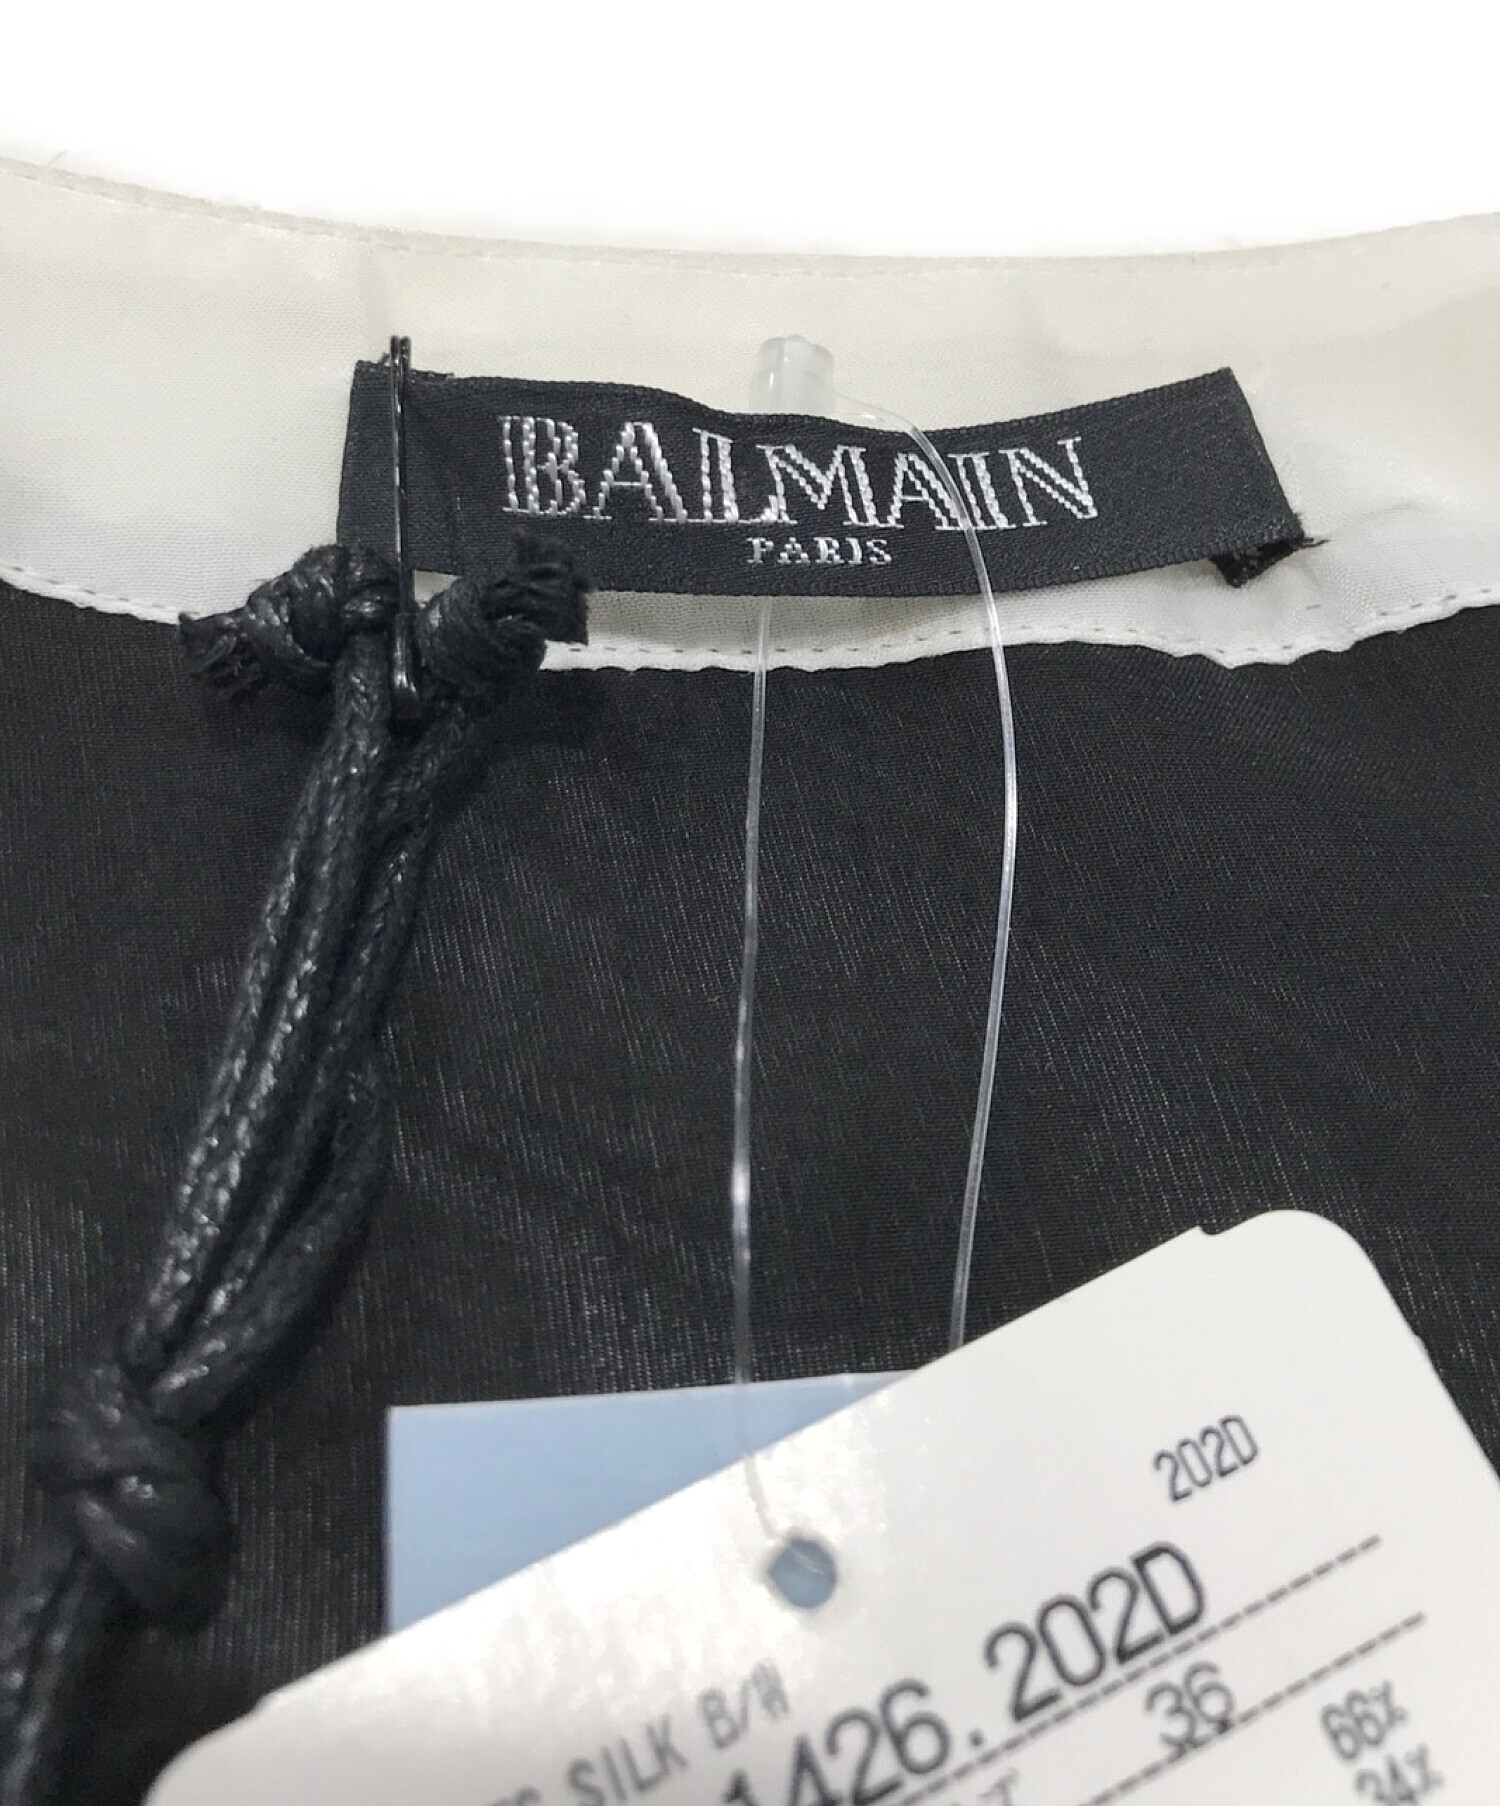 BALMAIN
PARIS
202D
SILK B/W
1426.202D
36
66%
34%